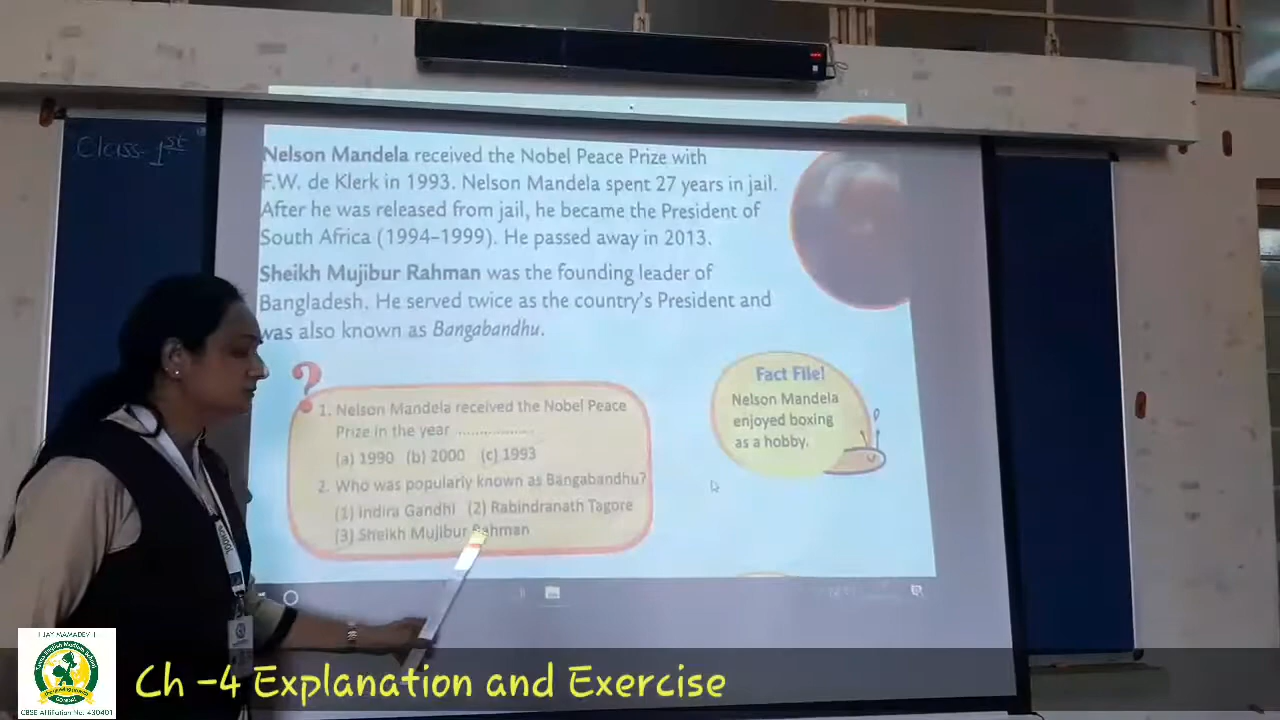 Class-1st
Nelson Mandela received the Nobel Peace Prize with
F.W. de Klerk in 1993. Nelson Mandela spent 27 years in jail.
After he was released from jail, he became the President of
South Africa (1994–1999). He passed away in 2013.
Sheikh Mujibur Rahman was the founding leader of
Bangladesh. He served twice as the country's President and
was also known as Bangabandhu.
?
1. Nelson Mandela received the Nobel Peace
Prize in the year ..................
(a) 1990 (b) 2000 (c) 1993
2. Who was popularly known as Bangabandhu?
(1) Indira Gandhi (2) Rabindranath Tagore
(3) Sheikh Mujibur Rahman
Fact File!
Nelson Mandela
enjoyed boxing
as a hobby.
SCHOOL
! JAY MAMADEV !
CBSE Affiliation No. 430401
Ch -4 Explanation and Exercise